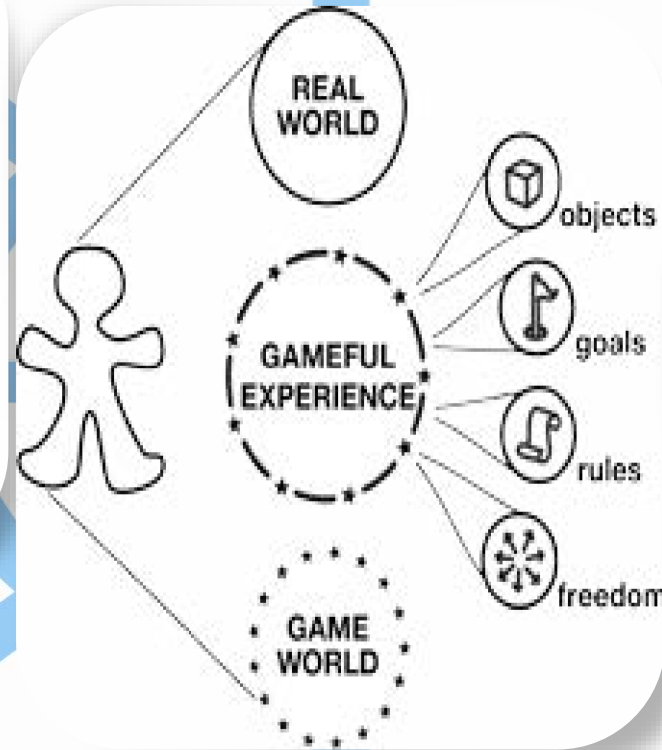 REAL
WORLD
objects
GAMEFUL
EXPERIENCE
goals
rules
freedom
GAME
WORLD